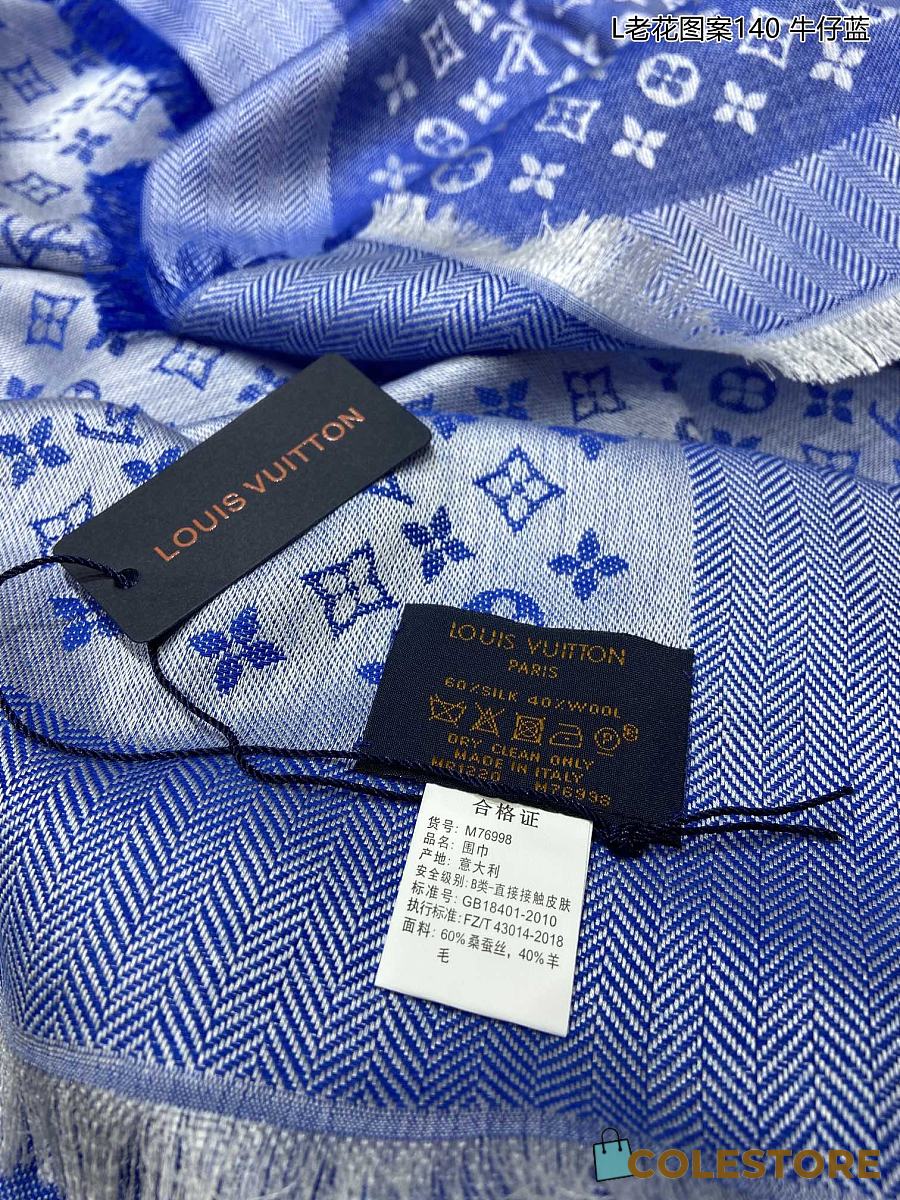 L老花图案140 牛仔蓝
LOUIS VUITTON
LOUIS VUITTON
PARIS
60%SILK 40%WOOL
DRY CLEAN ONLY
MADE IN ITALY
MR1220 M76998
合格证
货号: M76998
品名: 围巾
产地: 意大利
安全级别: B类-直接接触皮肤
标准号: GB18401-2010
执行标准: FZ/T 43014-2018
面料: 60%桑蚕丝, 40%羊
毛
COLESTORE